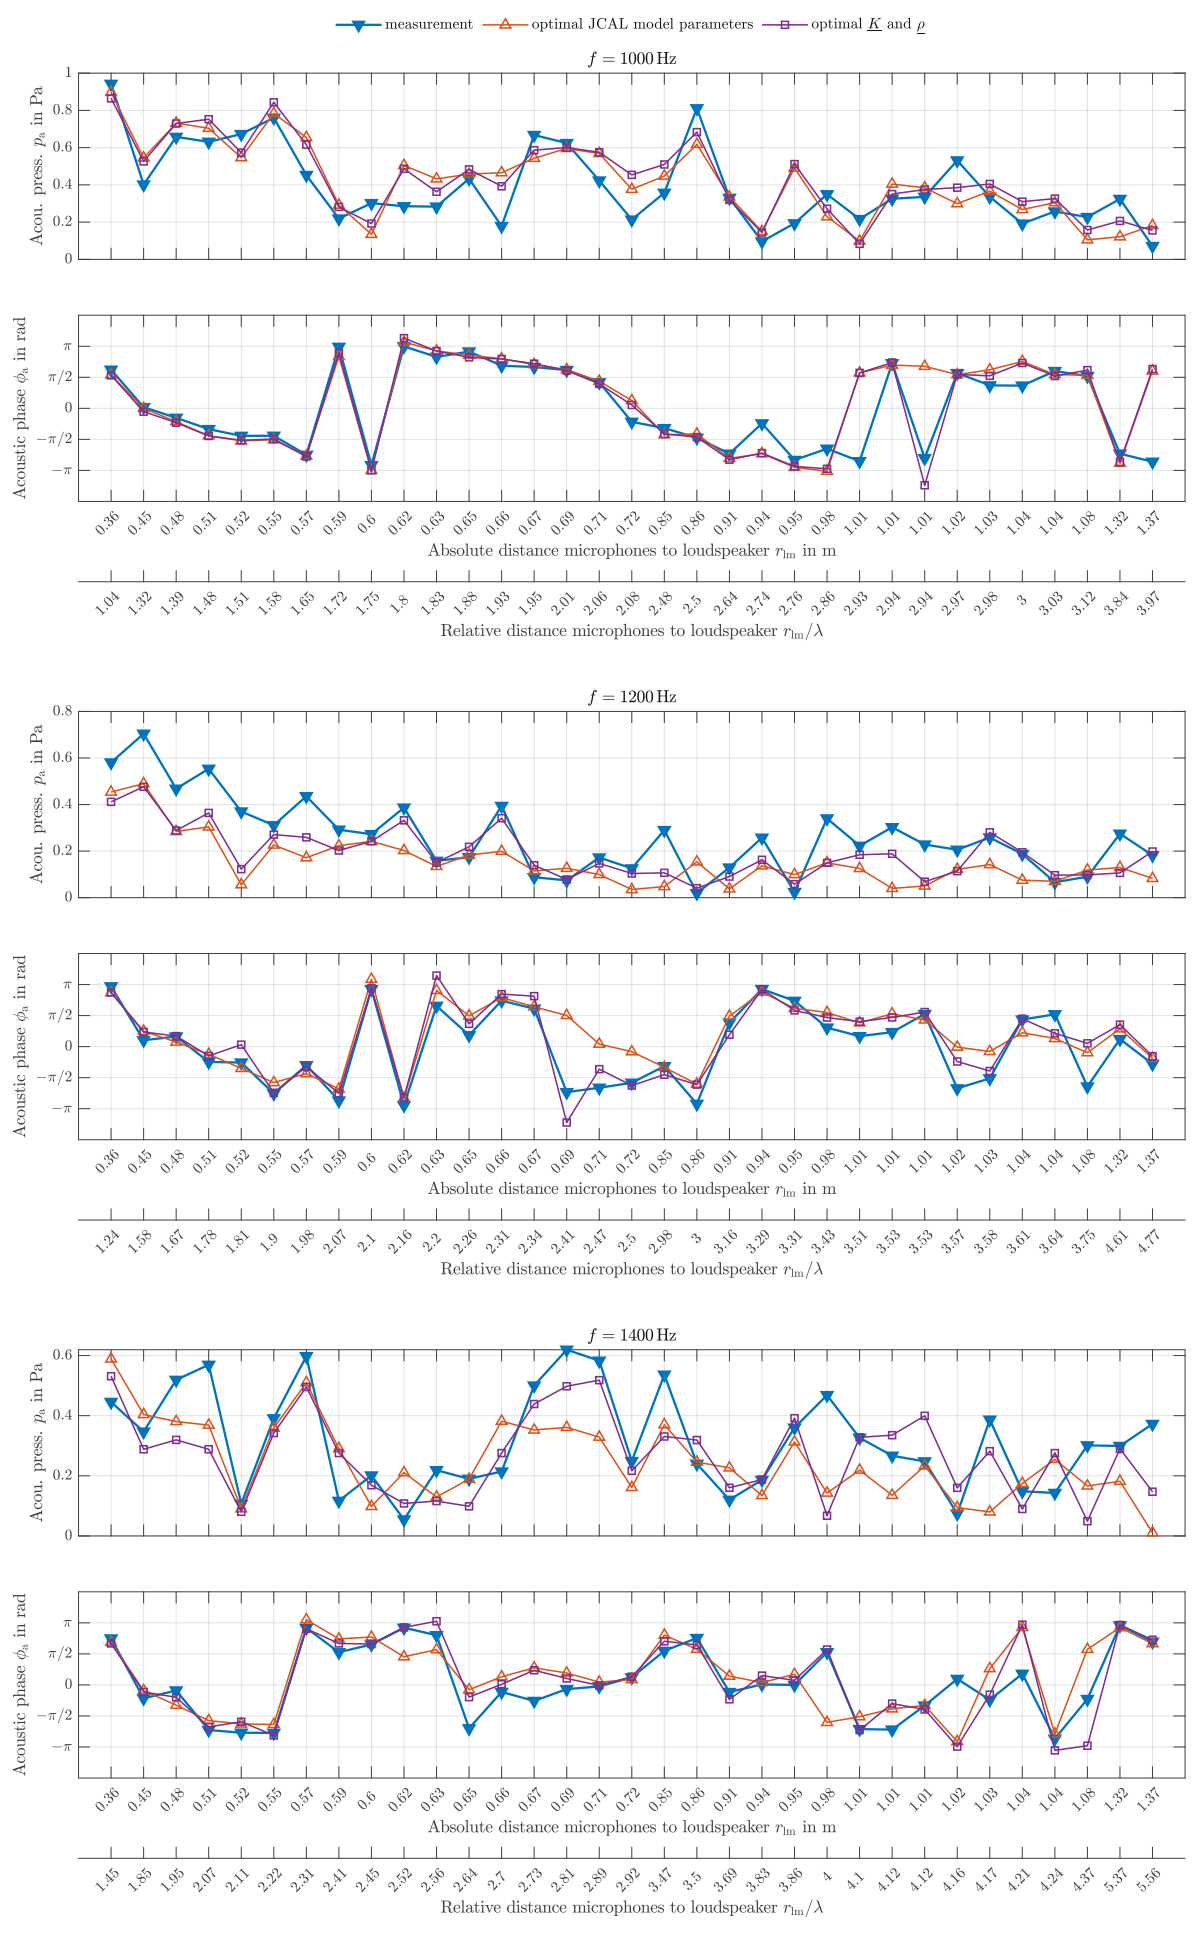 measurement optimal JCAL model parameters optimal K and ρ
f = 1000 Hz
Acou. press. pa in Pa
1
0.8
0.6
0.4
0.2
0
Acoustic phase ϕa in rad
π
π/2
0
−π/2
−π
0.36 0.45 0.48 0.51 0.52 0.55 0.57 0.59 0.6 0.62 0.63 0.65 0.66 0.67 0.69 0.71 0.72 0.85 0.86 0.91 0.94 0.95 0.98 1.01 1.01 1.01 1.02 1.03 1.04 1.04 1.08 1.32 1.37
Absolute distance microphones to loudspeaker rlm in m
1.04 1.32 1.39 1.48 1.51 1.58 1.65 1.72 1.75 1.8 1.83 1.88 1.93 1.95 2.01 2.06 2.08 2.48 2.5 2.64 2.74 2.76 2.86 2.93 2.94 2.94 2.97 2.98 3 3.03 3.12 3.84 3.97
Relative distance microphones to loudspeaker rlm/λ
f = 1200 Hz
Acou. press. pa in Pa
0.8
0.6
0.4
0.2
0
Acoustic phase ϕa in rad
π
π/2
0
−π/2
−π
0.36 0.45 0.48 0.51 0.52 0.55 0.57 0.59 0.6 0.62 0.63 0.65 0.66 0.67 0.69 0.71 0.72 0.85 0.86 0.91 0.94 0.95 0.98 1.01 1.01 1.01 1.02 1.03 1.04 1.04 1.08 1.32 1.37
Absolute distance microphones to loudspeaker rlm in m
1.24 1.58 1.67 1.78 1.81 1.9 1.98 2.07 2.1 2.16 2.2 2.26 2.31 2.34 2.41 2.47 2.5 2.98 3 3.16 3.29 3.31 3.43 3.51 3.53 3.53 3.57 3.58 3.61 3.64 3.75 4.61 4.77
Relative distance microphones to loudspeaker rlm/λ
f = 1400 Hz
Acou. press. pa in Pa
0.6
0.4
0.2
0
Acoustic phase ϕa in rad
π
π/2
0
−π/2
−π
0.36 0.45 0.48 0.51 0.52 0.55 0.57 0.59 0.6 0.62 0.63 0.65 0.66 0.67 0.69 0.71 0.72 0.85 0.86 0.91 0.94 0.95 0.98 1.01 1.01 1.01 1.02 1.03 1.04 1.04 1.08 1.32 1.37
Absolute distance microphones to loudspeaker rlm in m
1.45 1.85 1.95 2.07 2.11 2.22 2.31 2.41 2.45 2.52 2.56 2.64 2.7 2.73 2.81 2.89 2.92 3.47 3.5 3.69 3.83 3.86 4 4.1 4.12 4.12 4.16 4.17 4.21 4.24 4.37 5.37 5.56
Relative distance microphones to loudspeaker rlm/λ